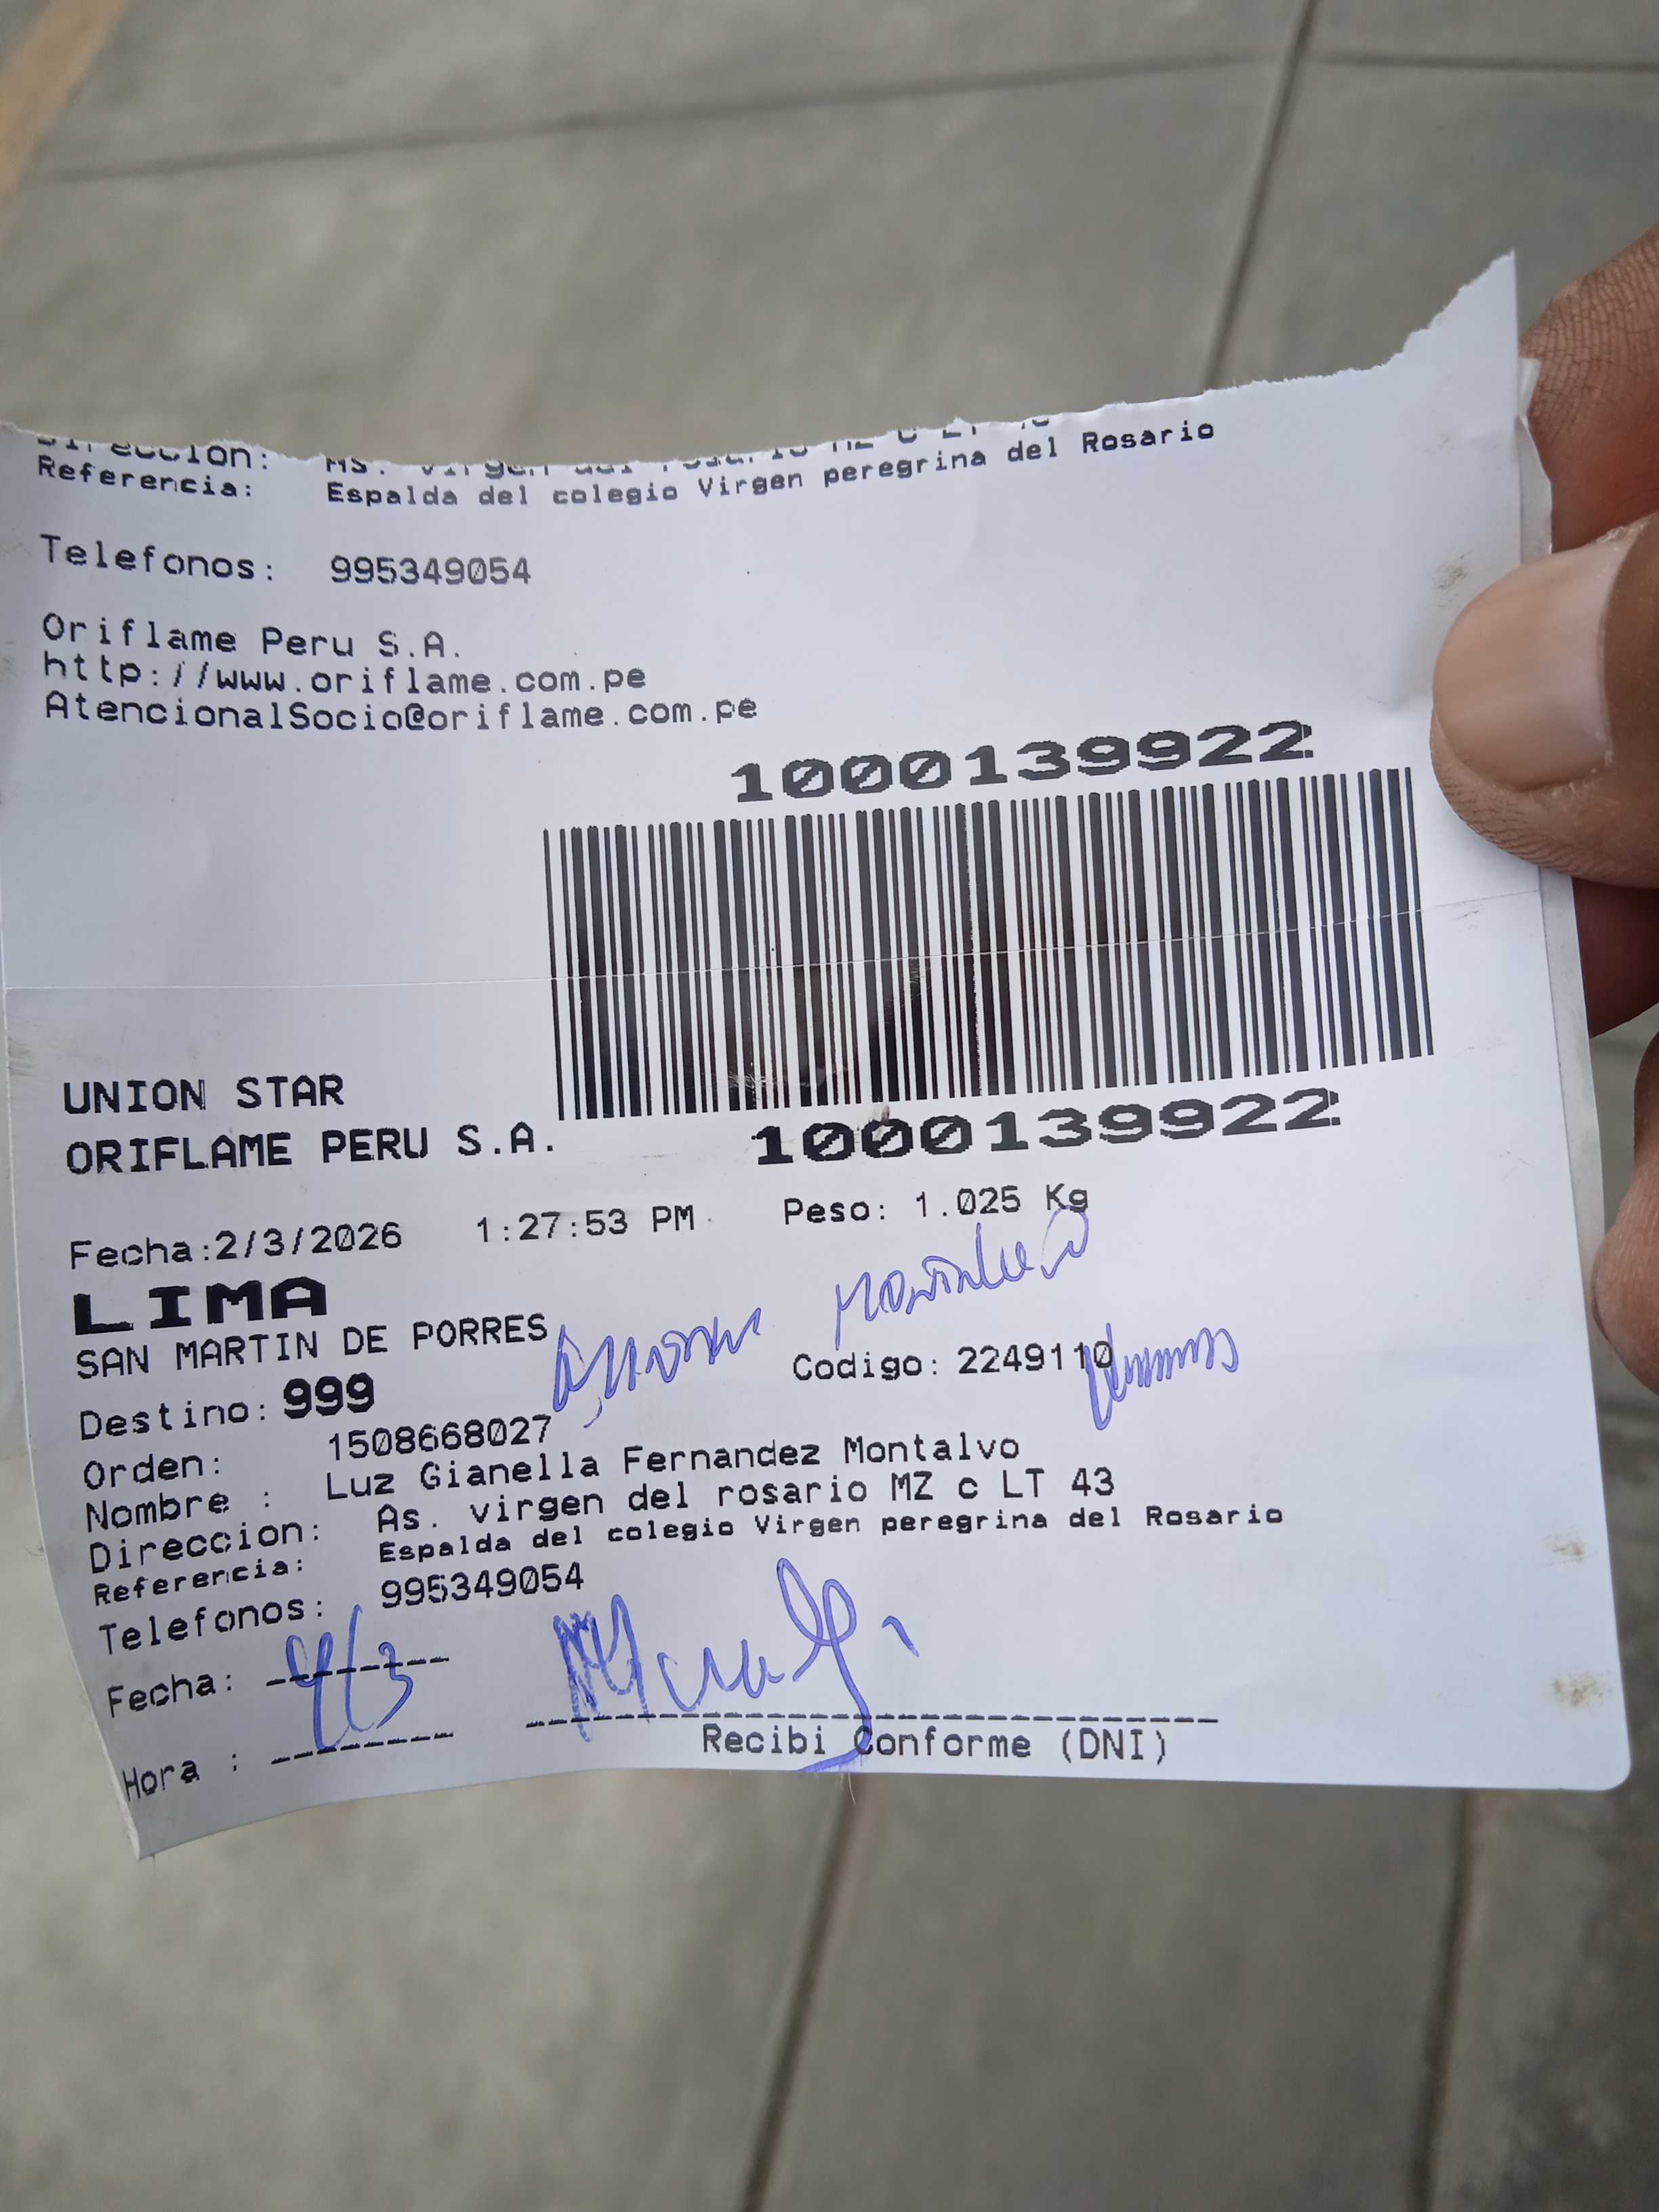 Direccion:
Referencia: Espalda del colegio Virgen peregrina del Rosario
Telefonos: 995349054
Oriflame Peru S.A.
http://www.oriflame.com.pe
AtencionalSocio@oriflame.com.pe
1000139922
UNION STAR
ORIFLAME PERU S.A.
1000139922
Fecha:2/3/2026 1:27:53 PM Peso: 1.025 Kg
LIMA
SAN MARTIN DE PORRES
Destino: 999 Codigo: 2249110
Orden: 1508668027
Nombre : Luz Gianella Fernandez Montalvo
Direccion: As. virgen del rosario MZ c LT 43
Referencia: Espalda del colegio Virgen peregrina del Rosario
Telefonos: 995349054
Fecha: 4/3
Hora :
Recibi Conforme (DNI)